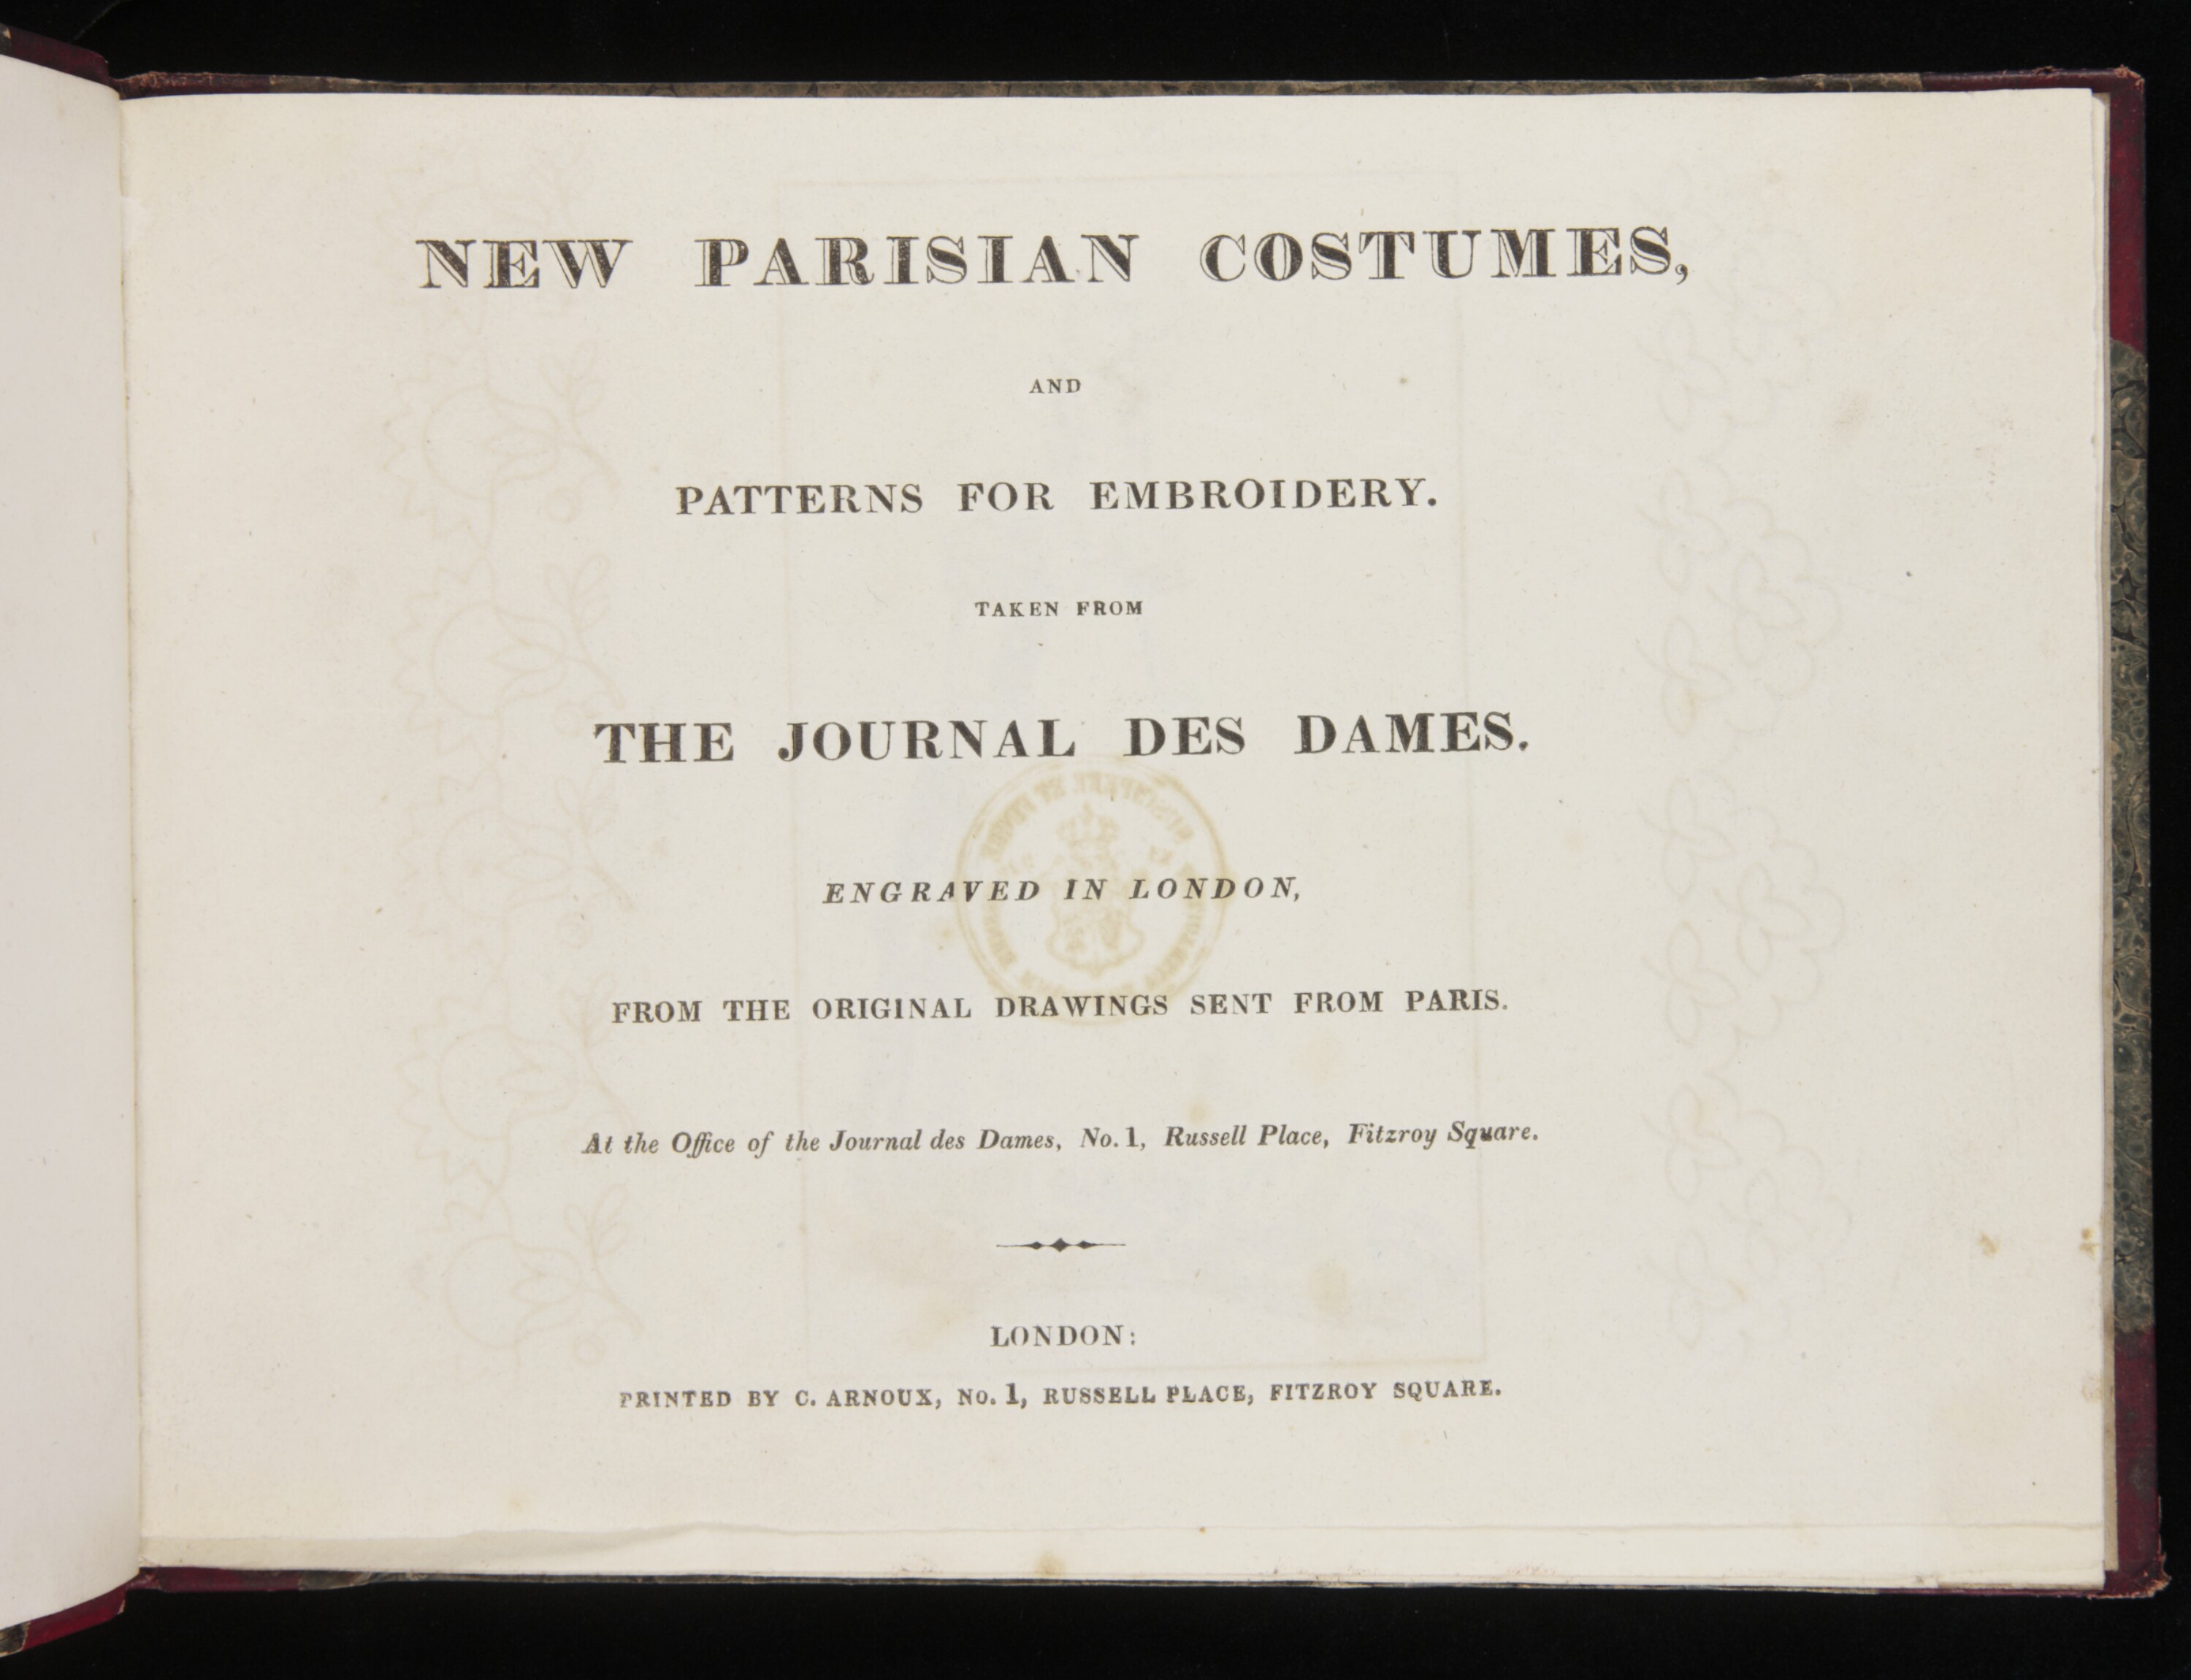 NEW PARISIAN COSTUMES,
AND
PATTERNS FOR EMBROIDERY.
TAKEN FROM
THE JOURNAL DES DAMES.
ENGRAVED IN LONDON,
FROM THE ORIGINAL DRAWINGS SENT FROM PARIS.
At the Office of the Journal des Dames, No. 1, Russell Place, Fitzroy Square.
LONDON:
PRINTED BY C. ARNOUX, No. 1, RUSSELL PLACE, FITZROY SQUARE.